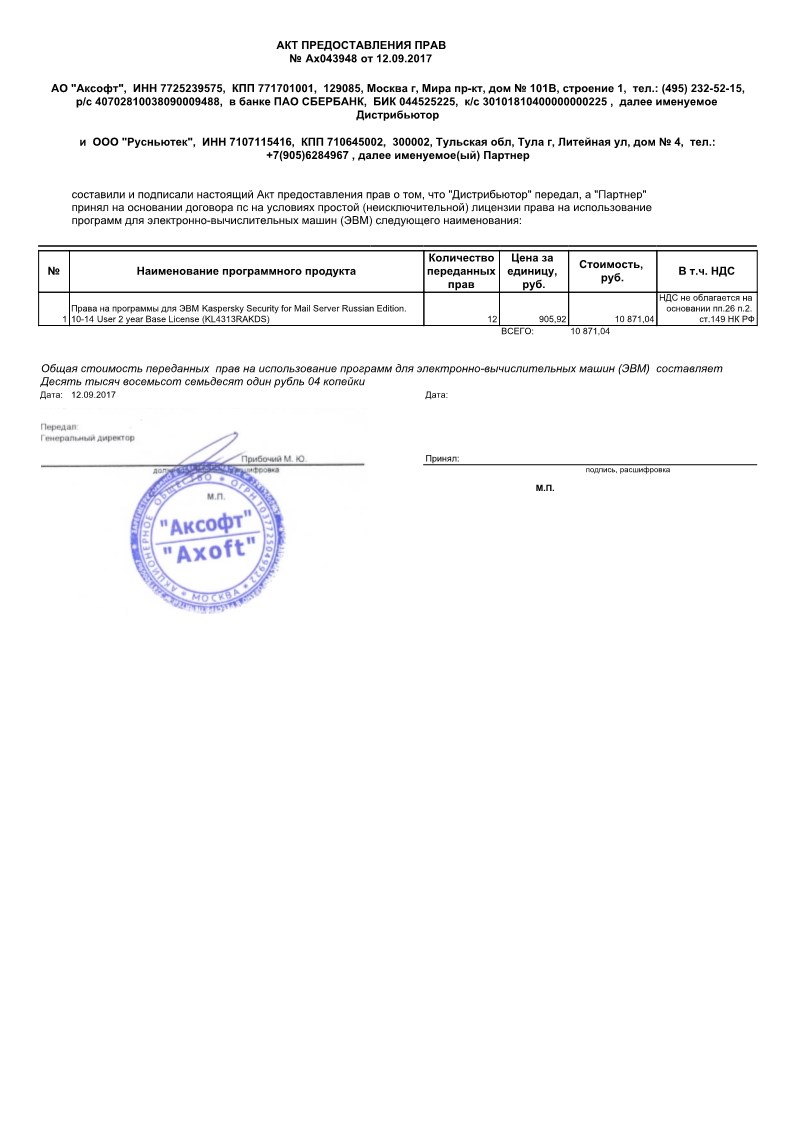 АКТ ПРЕДОСТАВЛЕНИЯ ПРАВ
№ Ах043948 от 12.09.2017
АО "Аксофт", ИНН 7725239575, КПП 771701001, 129085, Москва г, Мира пр-кт, дом № 101В, строение 1, тел.: (495) 232-52-15,
р/с 40702810038090009488, в банке ПАО СБЕРБАНК, БИК 044525225, к/с 30101810400000000225 , далее именуемое
Дистрибьютор
и ООО "Русньютек", ИНН 7107115416, КПП 710645002, 300002, Тульская обл, Тула г, Литейная ул, дом № 4, тел.:
+7(905)6284967 , далее именуемое(ый) Партнер
составили и подписали настоящий Акт предоставления прав о том, что "Дистрибьютор" передал, а "Партнер"
принял на основании договора пс на условиях простой (неисключительной) лицензии права на использование
программ для электронно-вычислительных машин (ЭВМ) следующего наименования:
№ Наименование программного продукта Количество переданных прав Цена за единицу, руб. Стоимость, руб. В т.ч. НДС
1 Права на программы для ЭВМ Kaspersky Security for Mail Server Russian Edition. 10-14 User 2 year Base License (KL4313RAKDS) 12 905,92 10 871,04 НДС не облагается на основании пп.26 п.2. ст.149 НК РФ
ВСЕГО: 10 871,04
Общая стоимость переданных прав на использование программ для электронно-вычислительных машин (ЭВМ) составляет
Десять тысяч восемьсот семьдесят один рубль 04 копейки
Дата: 12.09.2017 Дата:
Передал:
Генеральный директор
Прибочий М. Ю. Принял:
подпись, расшифровка
М.П. М.П.
АКЦИОНЕРНОЕ ОБЩЕСТВО * ОГРН
"Аксофт"
"Axoft"
* МОСКВА *